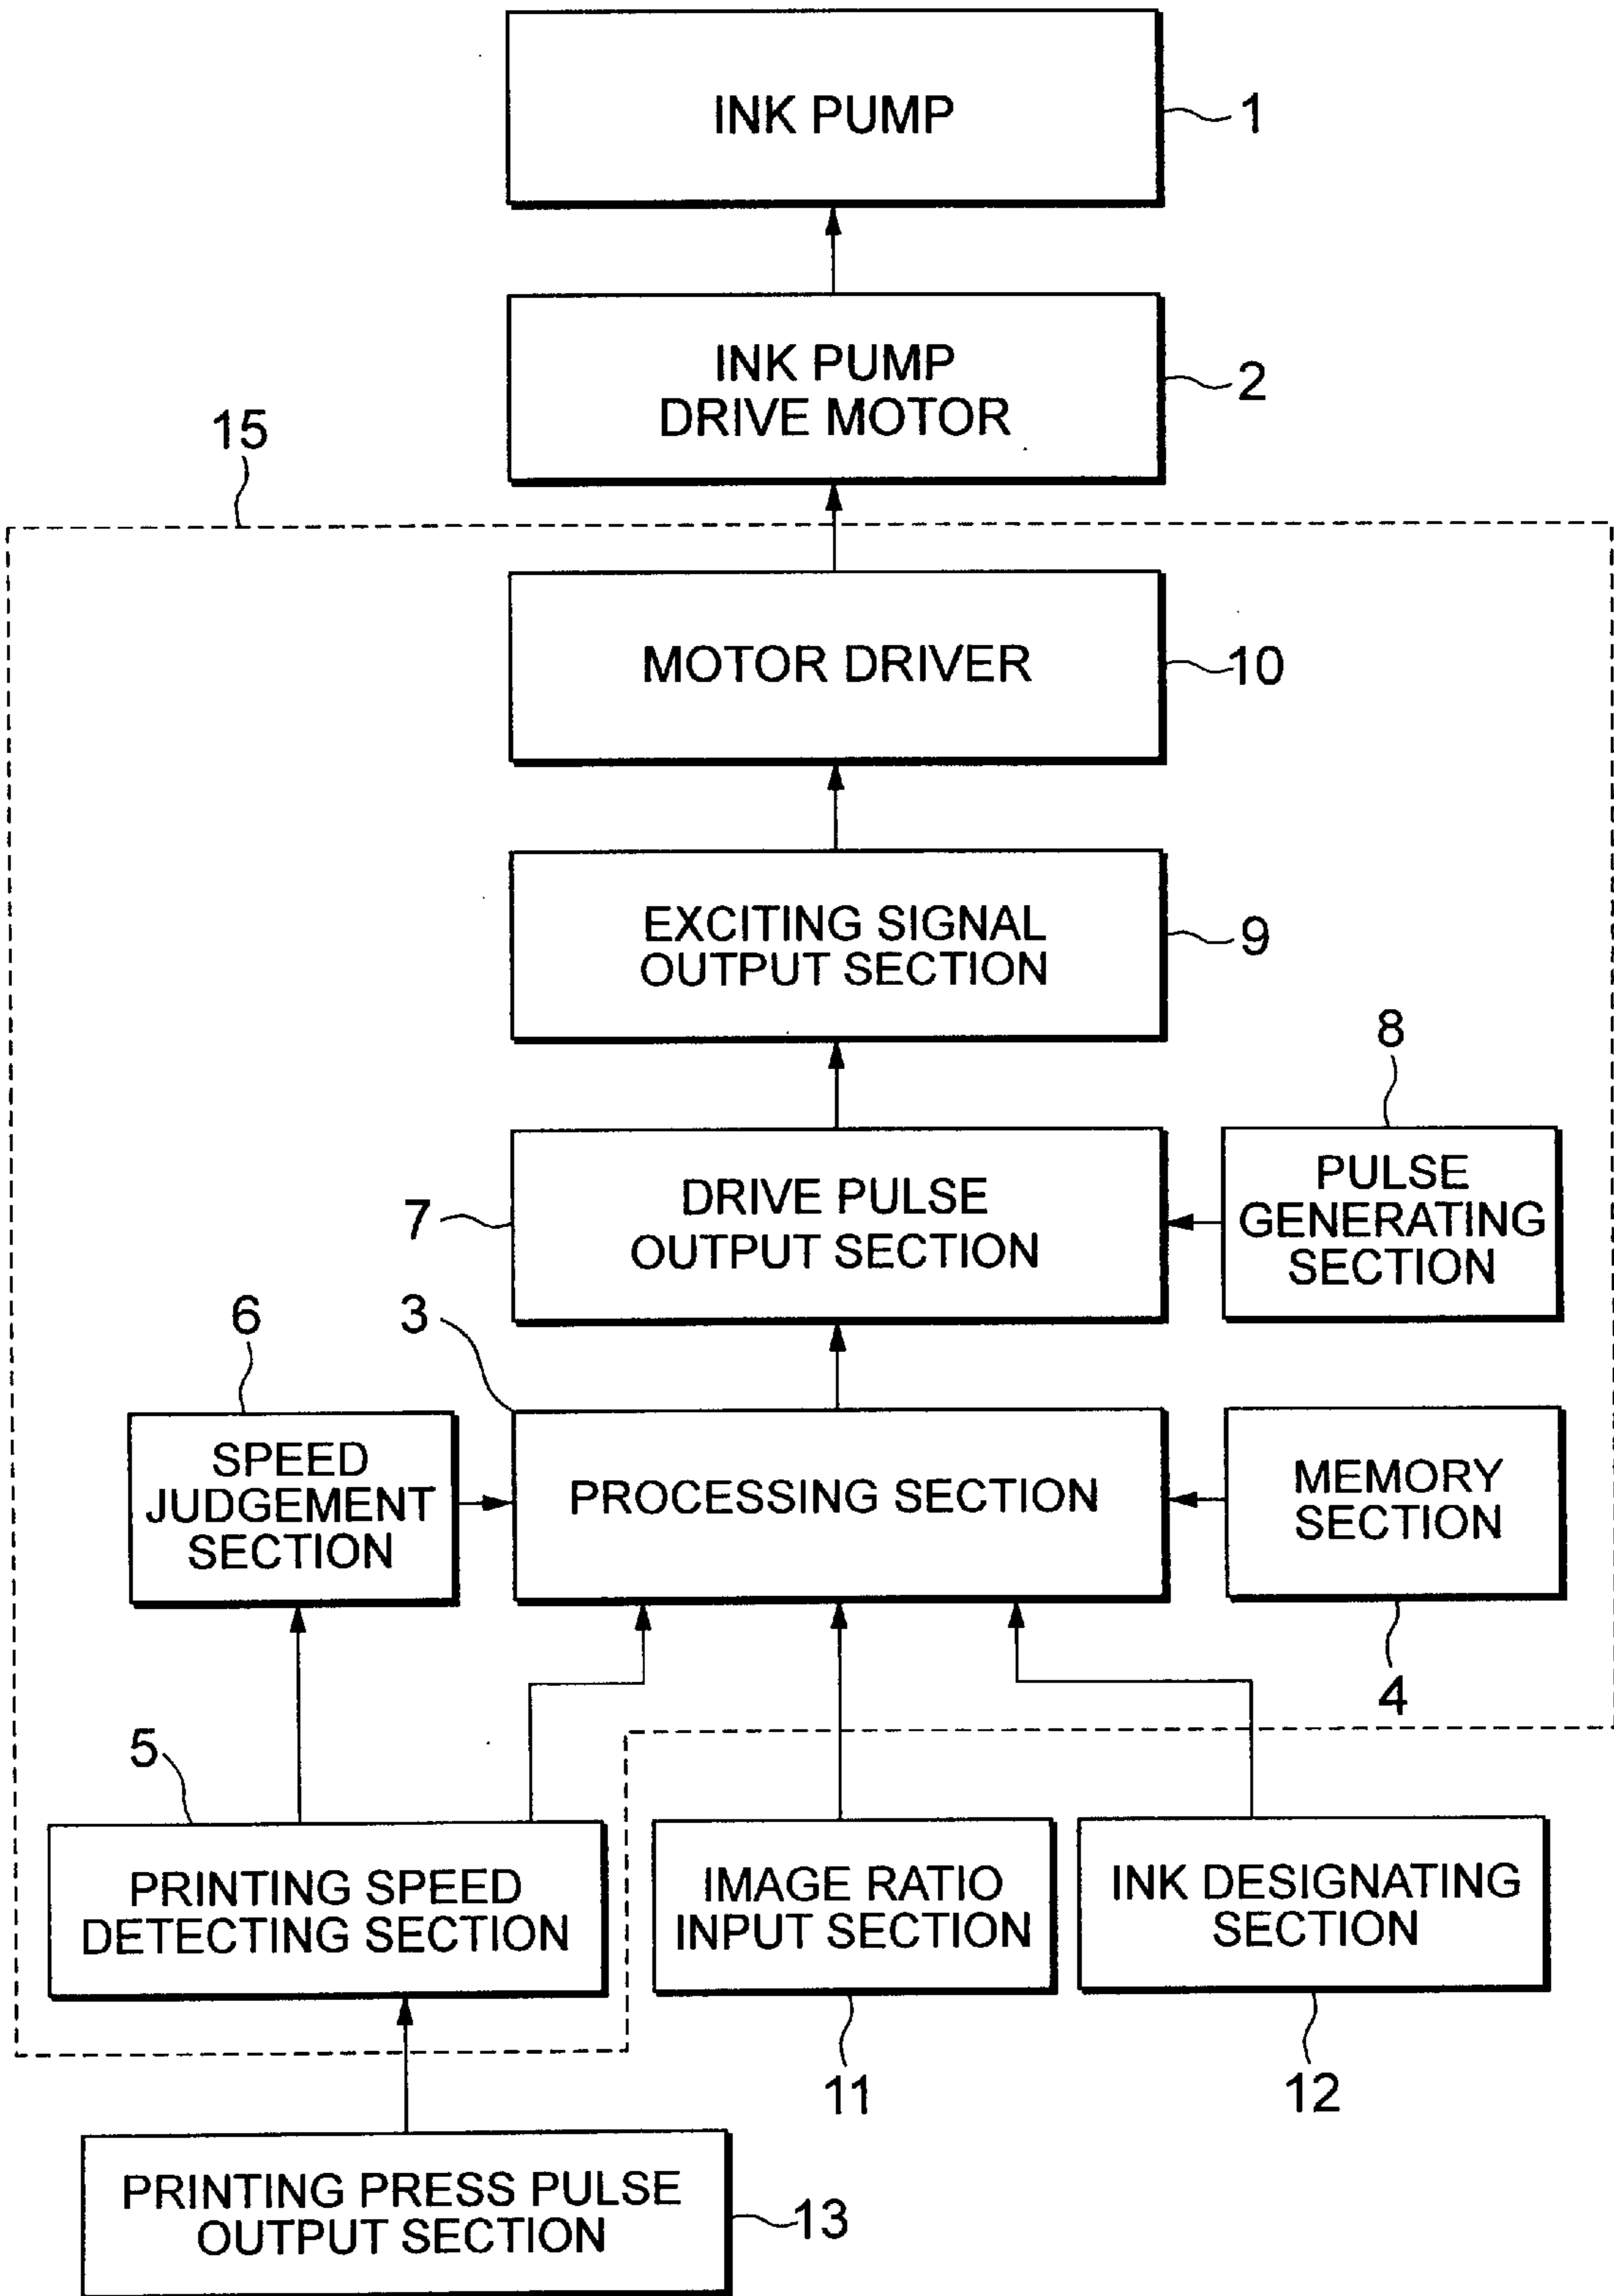 INK PUMP
1
INK PUMP
DRIVE MOTOR
2
15
MOTOR DRIVER
10
EXCITING SIGNAL
OUTPUT SECTION
9
8
PULSE
GENERATING
SECTION
DRIVE PULSE
OUTPUT SECTION
7
6
3
SPEED
JUDGEMENT
SECTION
PROCESSING SECTION
MEMORY
SECTION
4
5
PRINTING SPEED
DETECTING SECTION
IMAGE RATIO
INPUT SECTION
INK DESIGNATING
SECTION
11
12
PRINTING PRESS PULSE
OUTPUT SECTION
13